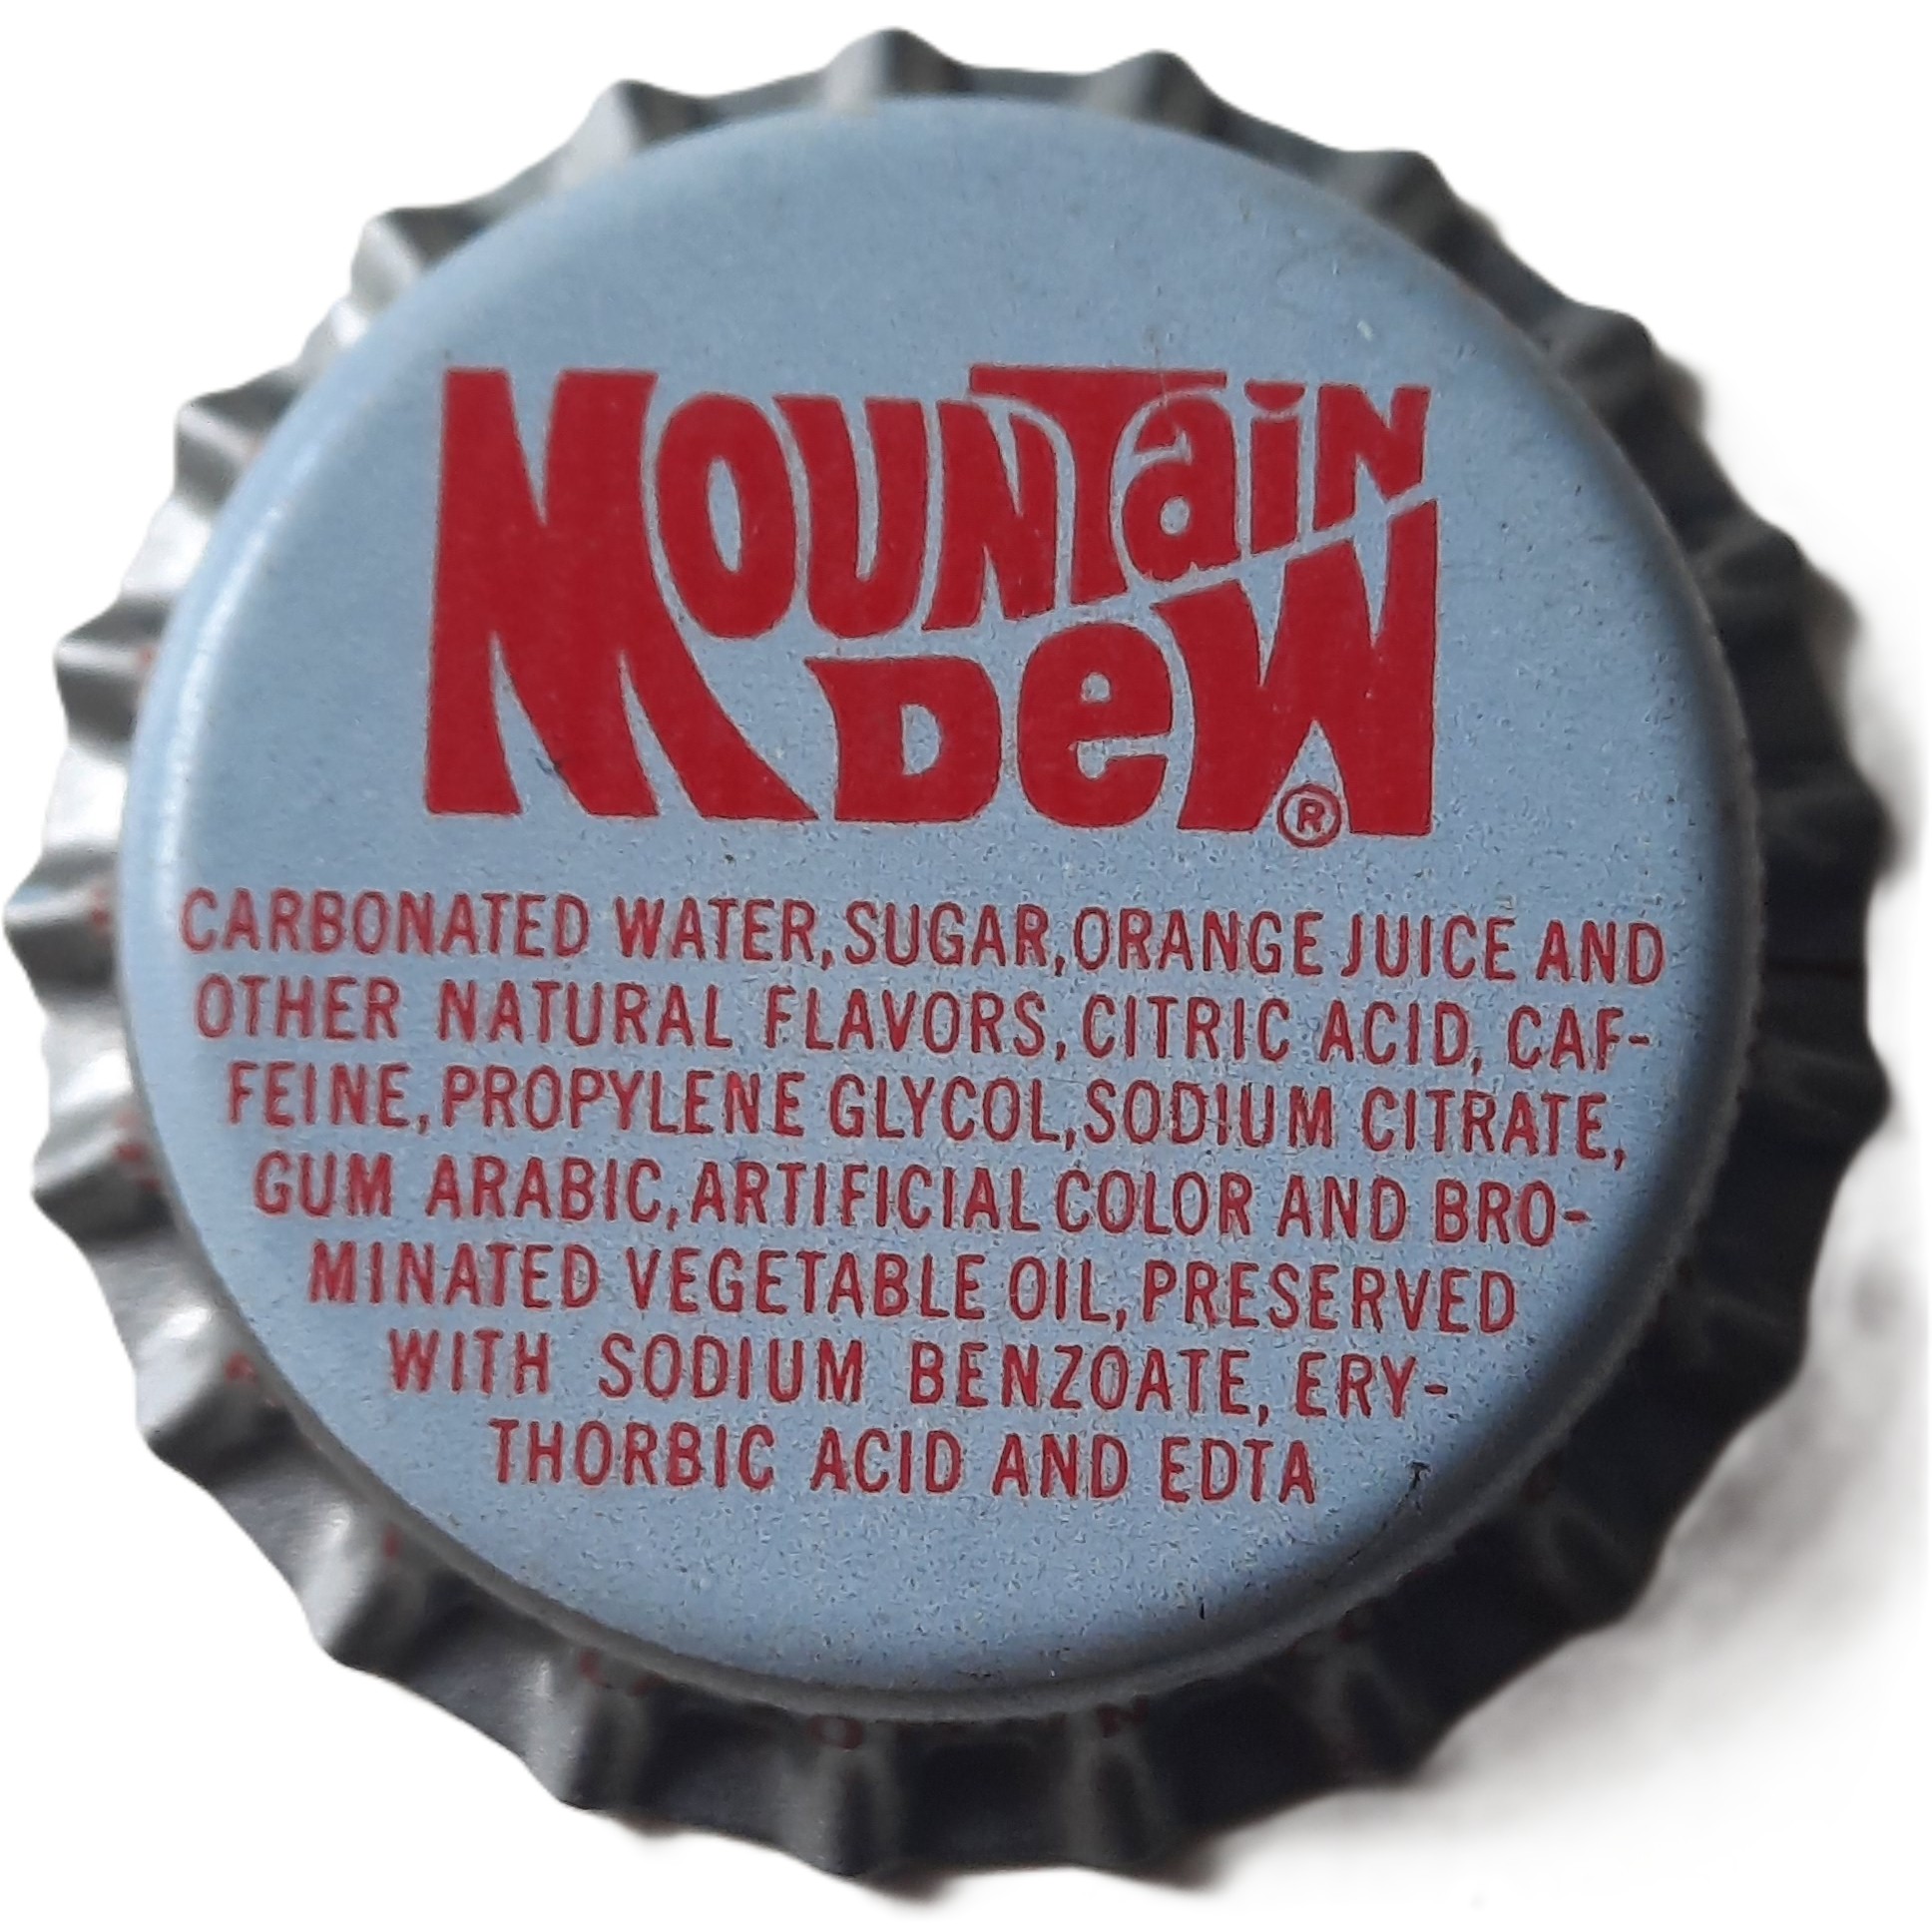 MOUNTAIN
DEW®
CARBONATED WATER, SUGAR, ORANGE JUICE AND
OTHER NATURAL FLAVORS, CITRIC ACID, CAF-
FEINE, PROPYLENE GLYCOL, SODIUM CITRATE,
GUM ARABIC, ARTIFICIAL COLOR AND BRO-
MINATED VEGETABLE OIL, PRESERVED
WITH SODIUM BENZOATE, ERY-
THORBIC ACID AND EDTA